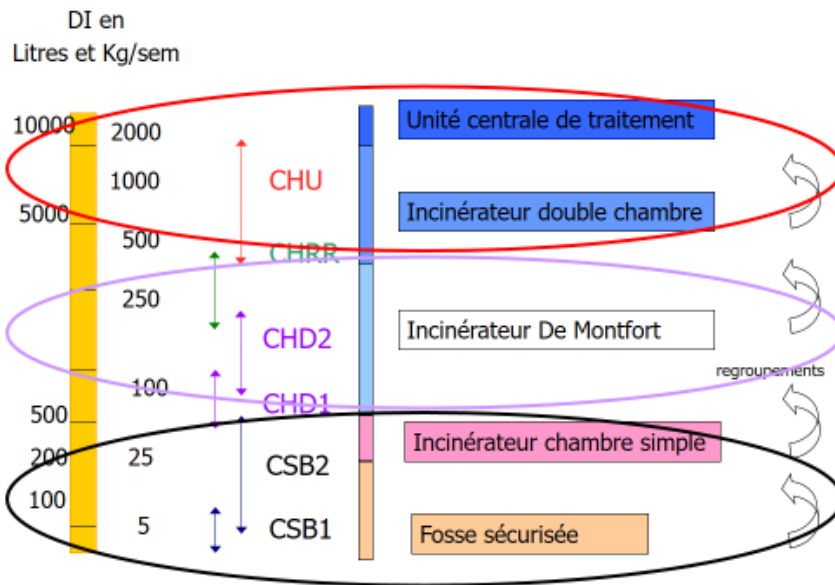 DI en
Litres et Kg/sem
10000 2000
Unité centrale de traitement
1000
CHU
5000
Incinérateur double chambre
500
CHRR
250
Incinérateur De Montfort
CHD2
regroupements
100
CHD1
500
Incinérateur chambre simple
200 25
CSB2
100
5
CSB1
Fosse sécurisée